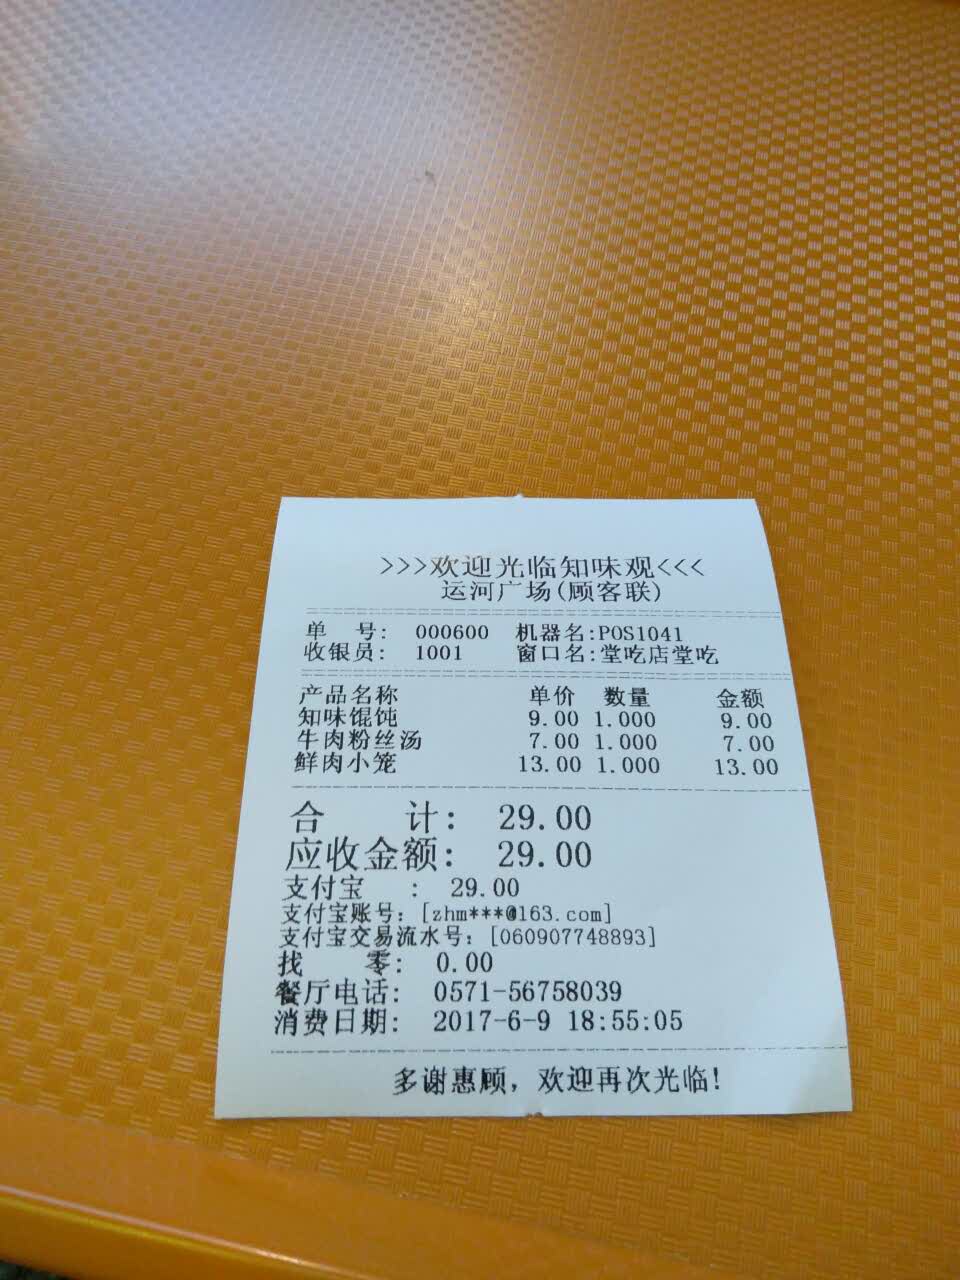 >>>欢迎光临知味观<<<
运河广场(顾客联)
单 号: 000600 机器名:POS1041
收银员: 1001 窗口名:堂吃店堂吃
产品名称 单价 数量 金额
知味馄饨 9.00 1.000 9.00
牛肉粉丝汤 7.00 1.000 7.00
鲜肉小笼 13.00 1.000 13.00
合 计: 29.00
应收金额: 29.00
支付宝 : 29.00
支付宝账号: [zhm***@163.com]
支付宝交易流水号: [060907748893]
找 零: 0.00
餐厅电话: 0571-56758039
消费日期: 2017-6-9 18:55:05
多谢惠顾，欢迎再次光临!